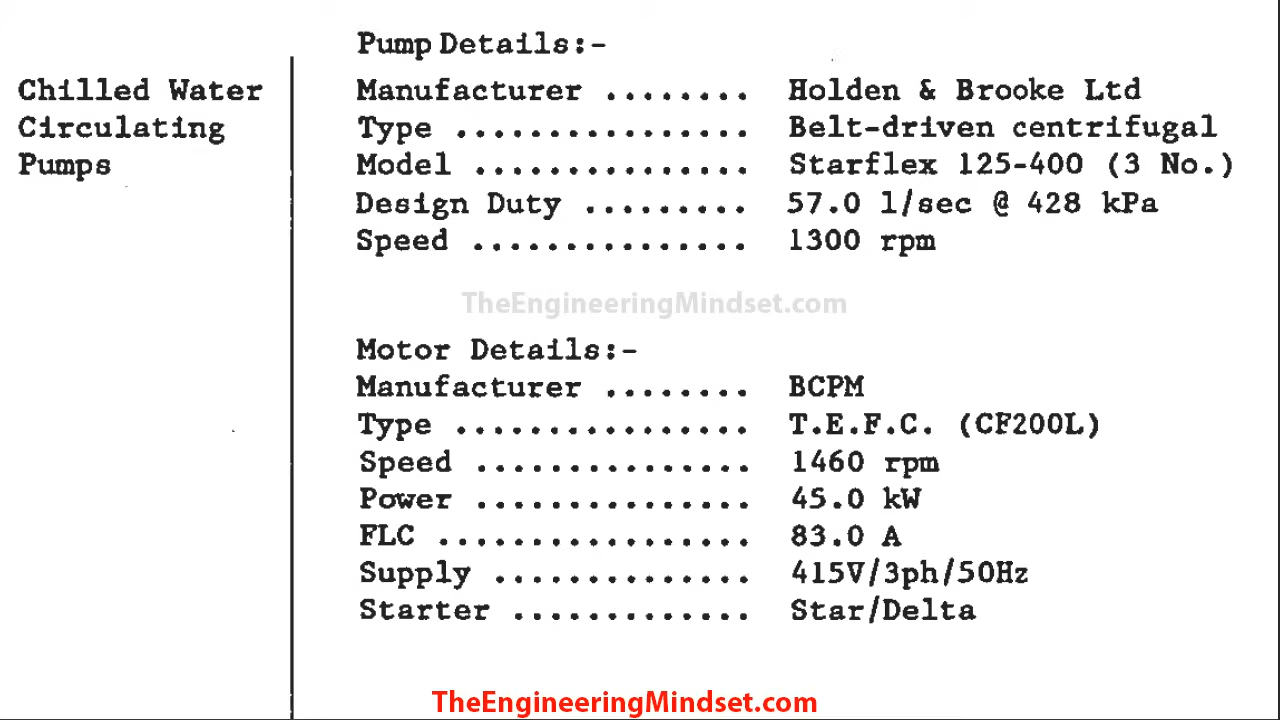 Pump Details:-
Chilled Water
Circulating
Pumps
Manufacturer ........ Holden & Brooke Ltd
Type ................ Belt-driven centrifugal
Model ............... Starflex 125-400 (3 No.)
Design Duty ......... 57.0 l/sec @ 428 kPa
Speed ............... 1300 rpm
TheEngineeringMindset.com
Motor Details:-
Manufacturer ........ BCPM
Type ................ T.E.F.C. (CF200L)
Speed ............... 1460 rpm
Power ............... 45.0 kW
FLC ................. 83.0 A
Supply .............. 415V/3ph/50Hz
Starter ............. Star/Delta
TheEngineeringMindset.com